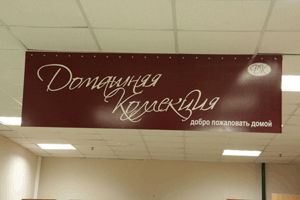 Домашняя
Коллекция
добро пожаловать домой